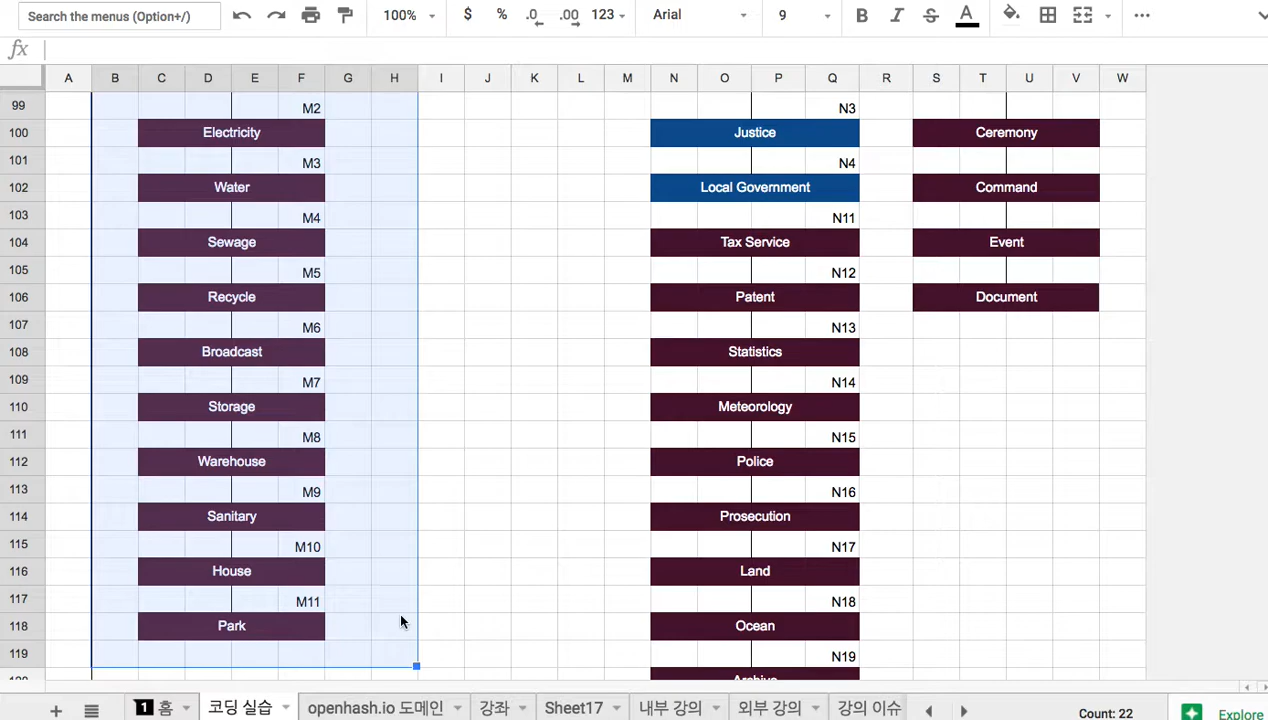 Search the menus (Option+/) 100% $ % .0 .00 123 Arial 9 B I S A
fx
A B C D E F G H I J K L M N O P Q R S T U V W
99 M2 N3
100 Electricity Justice Ceremony
101 M3 N4
102 Water Local Government Command
103 M4 N11
104 Sewage Tax Service Event
105 M5 N12
106 Recycle Patent Document
107 M6 N13
108 Broadcast Statistics
109 M7 N14
110 Storage Meteorology
111 M8 N15
112 Warehouse Police
113 M9 N16
114 Sanitary Prosecution
115 M10 N17
116 House Land
117 M11 N18
118 Park Ocean
119 N19
Archive
1 홈 코딩 실습 openhash.io 도메인 강좌 Sheet17 내부 강의 외부 강의 강의 이슈 Count: 22 Explore